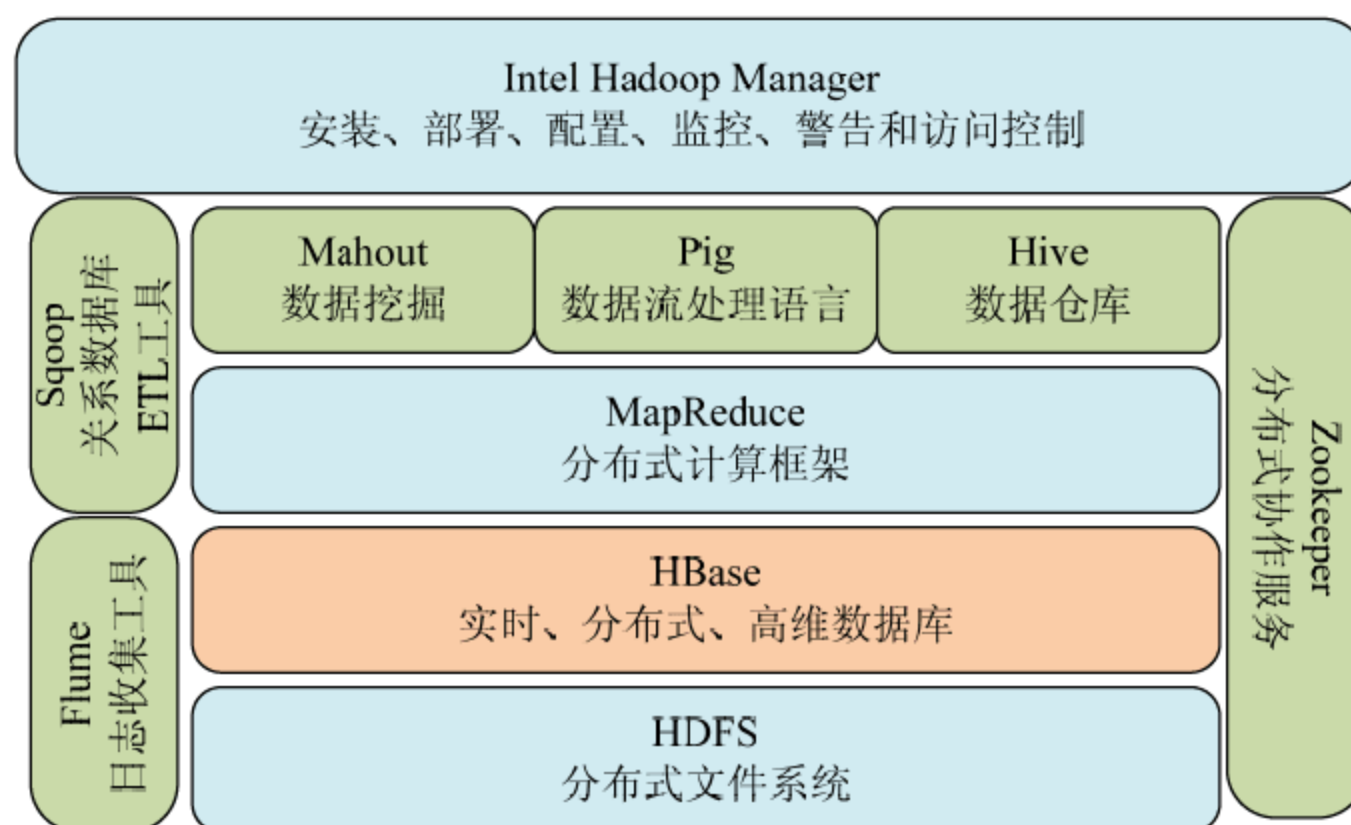 Intel Hadoop Manager
安装、部署、配置、监控、警告和访问控制
Sqoop
关系数据库
ETL工具
Mahout
数据挖掘
Pig
数据流处理语言
Hive
数据仓库
MapReduce
分布式计算框架
Zookeeper
分布式协作服务
Flume
日志收集工具
HBase
实时、分布式、高维数据库
HDFS
分布式文件系统